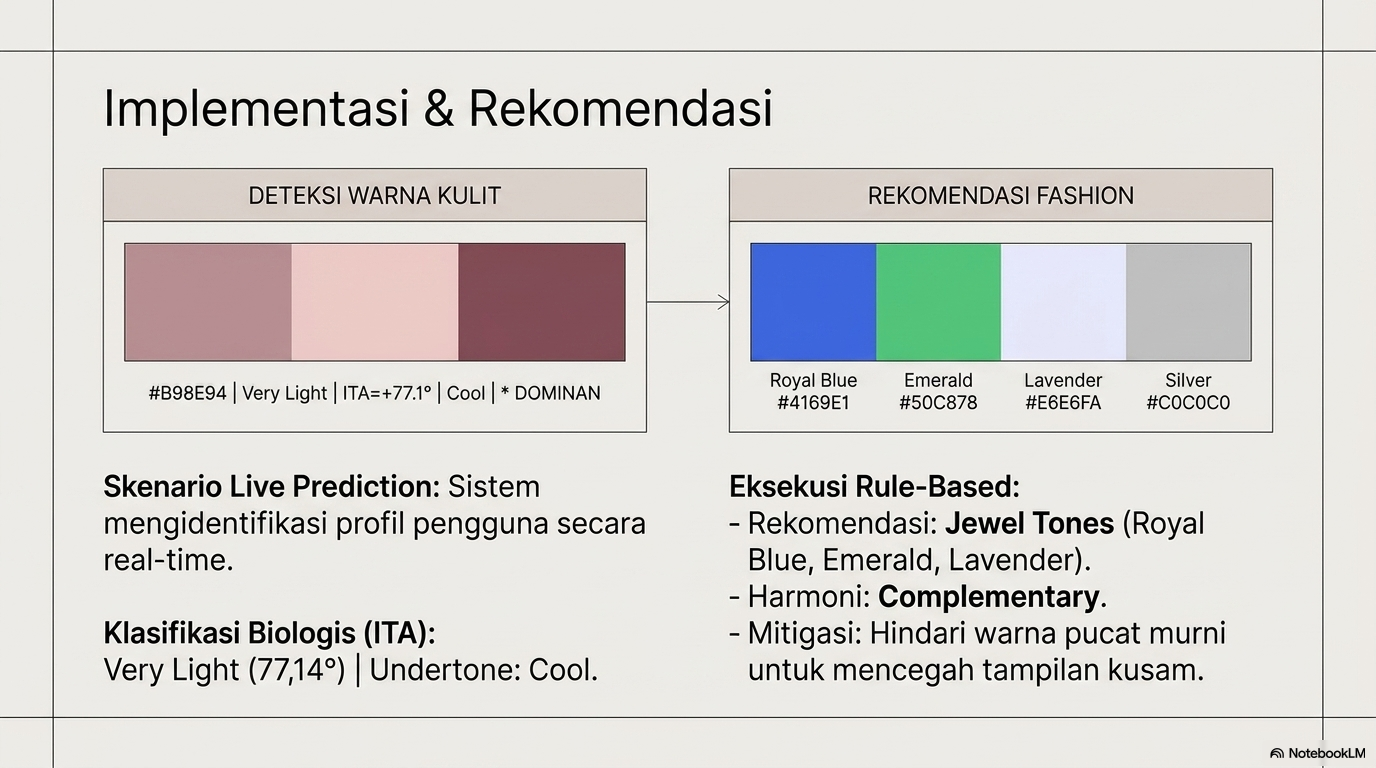 Implementasi & Rekomendasi
DETEKSI WARNA KULIT
#B98E94 | Very Light | ITA=+77.1° | Cool | * DOMINAN
REKOMENDASI FASHION
Royal Blue
#4169E1
Emerald
#50C878
Lavender
#E6E6FA
Silver
#C0C0C0
Skenario Live Prediction: Sistem
mengidentifikasi profil pengguna secara
real-time.
Klasifikasi Biologis (ITA):
Very Light (77,14°) | Undertone: Cool.
Eksekusi Rule-Based:
- Rekomendasi: Jewel Tones (Royal
Blue, Emerald, Lavender).
- Harmoni: Complementary.
- Mitigasi: Hindari warna pucat murni
untuk mencegah tampilan kusam.
NotebookLM